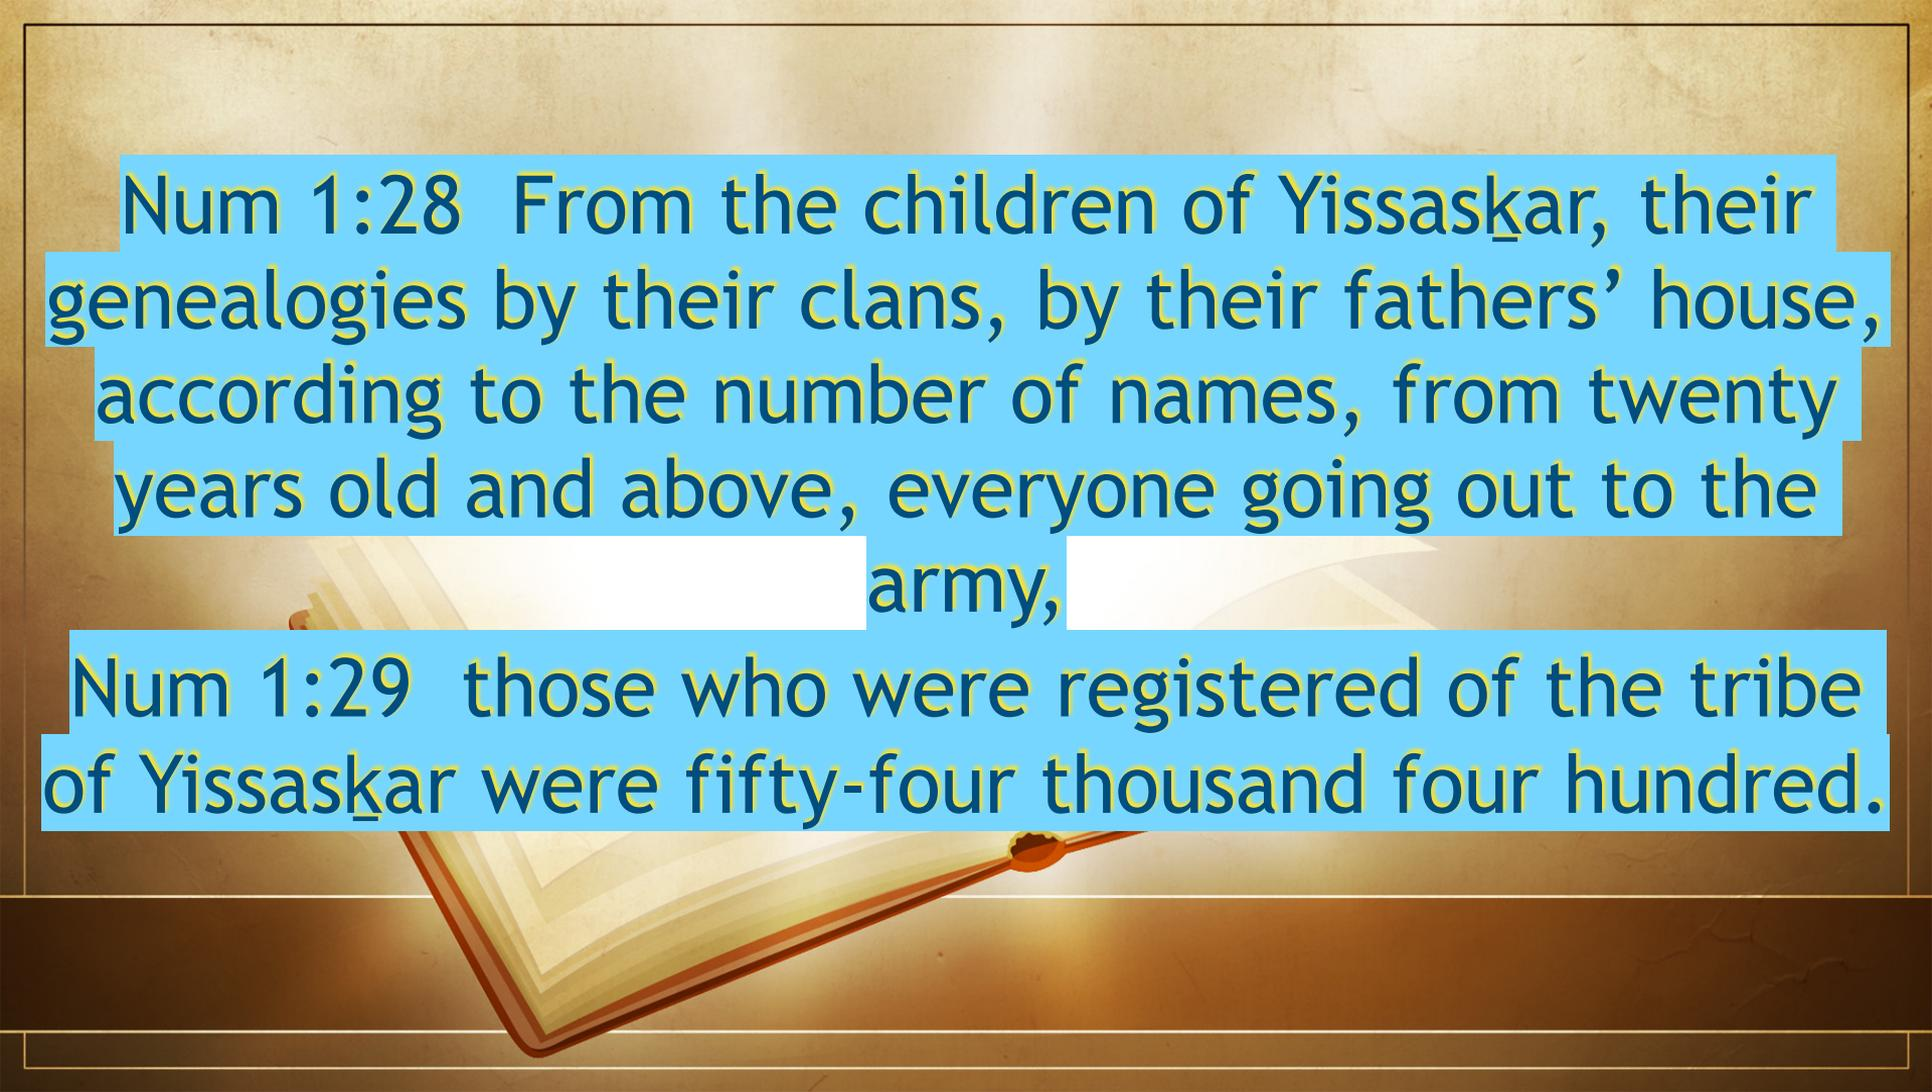 Num 1:28  From the children of Yissasḵar, their
genealogies by their clans, by their fathers’ house,
according to the number of names, from twenty
years old and above, everyone going out to the
army,
Num 1:29  those who were registered of the tribe
of Yissasḵar were fifty-four thousand four hundred.